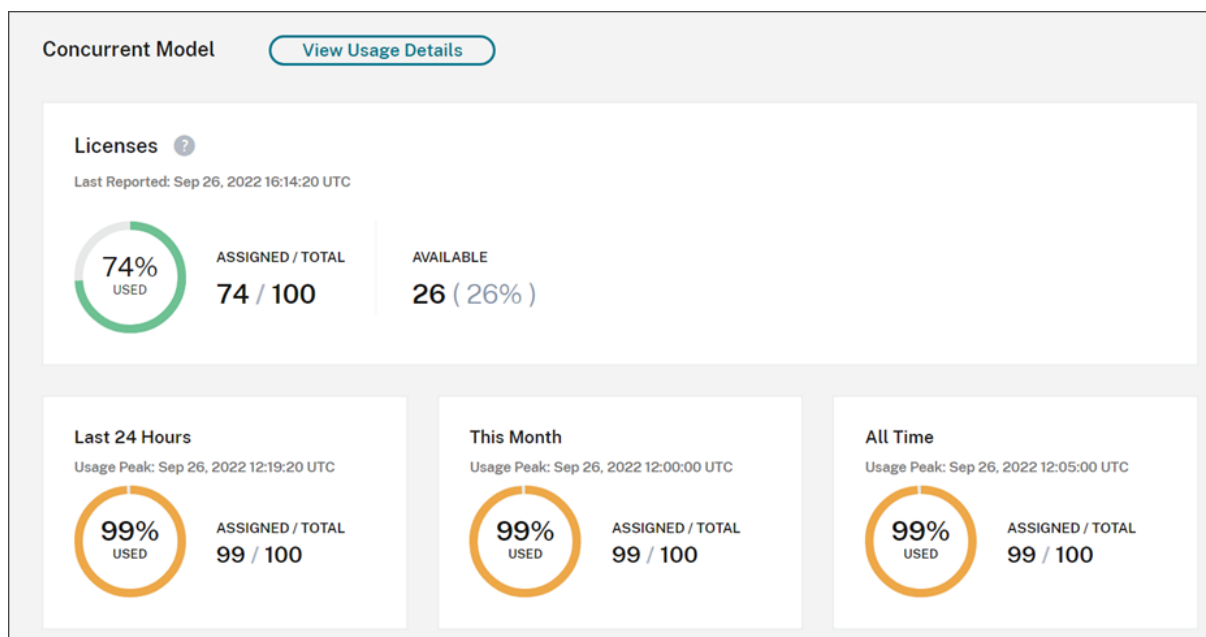 Concurrent Model View Usage Details
Licenses ?
Last Reported: Sep 26, 2022 16:14:20 UTC
74%
USED
ASSIGNED / TOTAL
74 / 100
AVAILABLE
26 ( 26% )
Last 24 Hours
Usage Peak: Sep 26, 2022 12:19:20 UTC
99%
USED
ASSIGNED / TOTAL
99 / 100
This Month
Usage Peak: Sep 26, 2022 12:00:00 UTC
99%
USED
ASSIGNED / TOTAL
99 / 100
All Time
Usage Peak: Sep 26, 2022 12:05:00 UTC
99%
USED
ASSIGNED / TOTAL
99 / 100